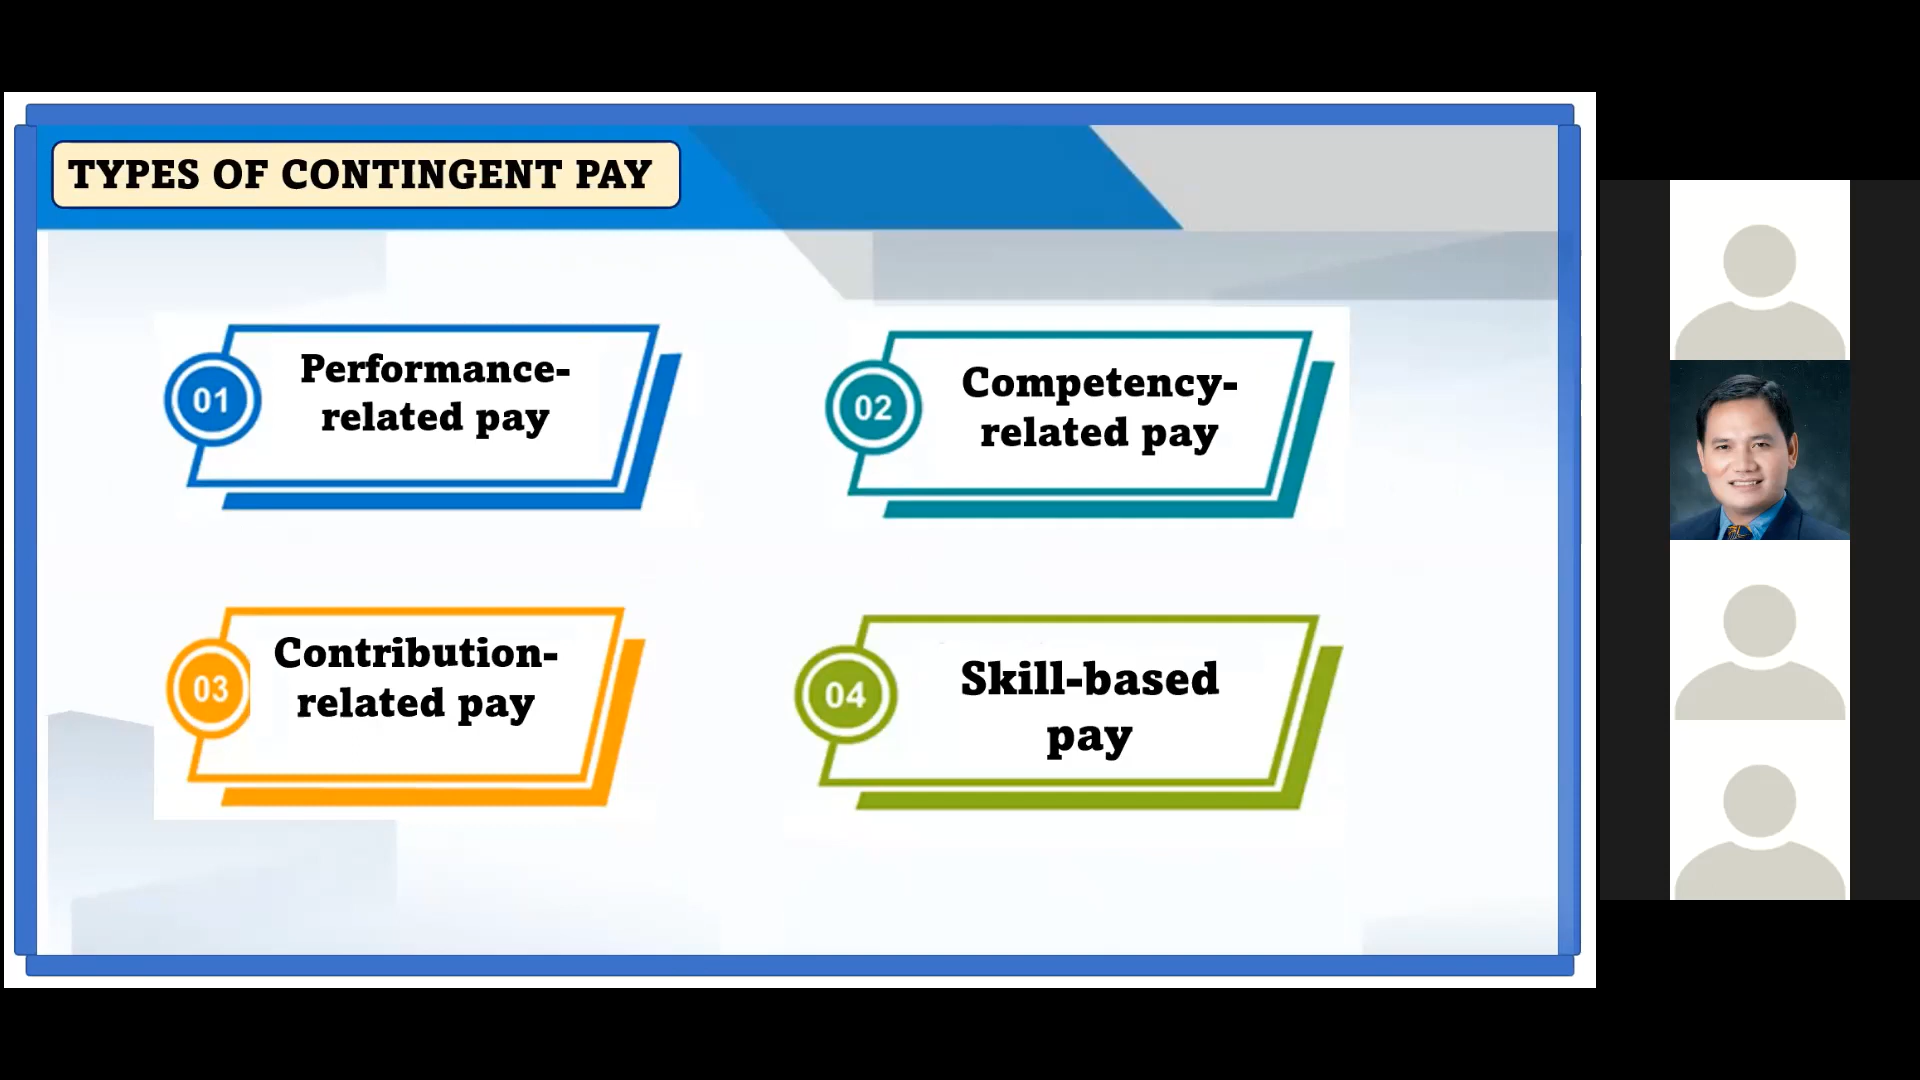 TYPES OF CONTINGENT PAY
01
Performance-
related pay
02
Competency-
related pay
03
Contribution-
related pay
04
Skill-based
pay